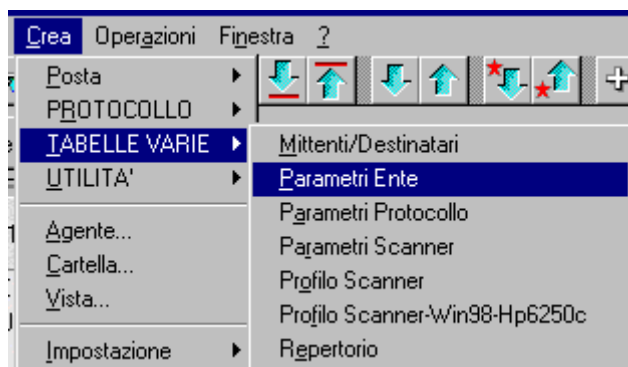 Crea Operazioni Finestra ?
Posta
PROTOCOLLO
TABELLE VARIE
UTILITA'
Agente...
Cartella...
Vista...
Impostazione
Mittenti/Destinatari
Parametri Ente
Parametri Protocollo
Parametri Scanner
Profilo Scanner
Profilo Scanner-Win98-Hp6250c
Repertorio